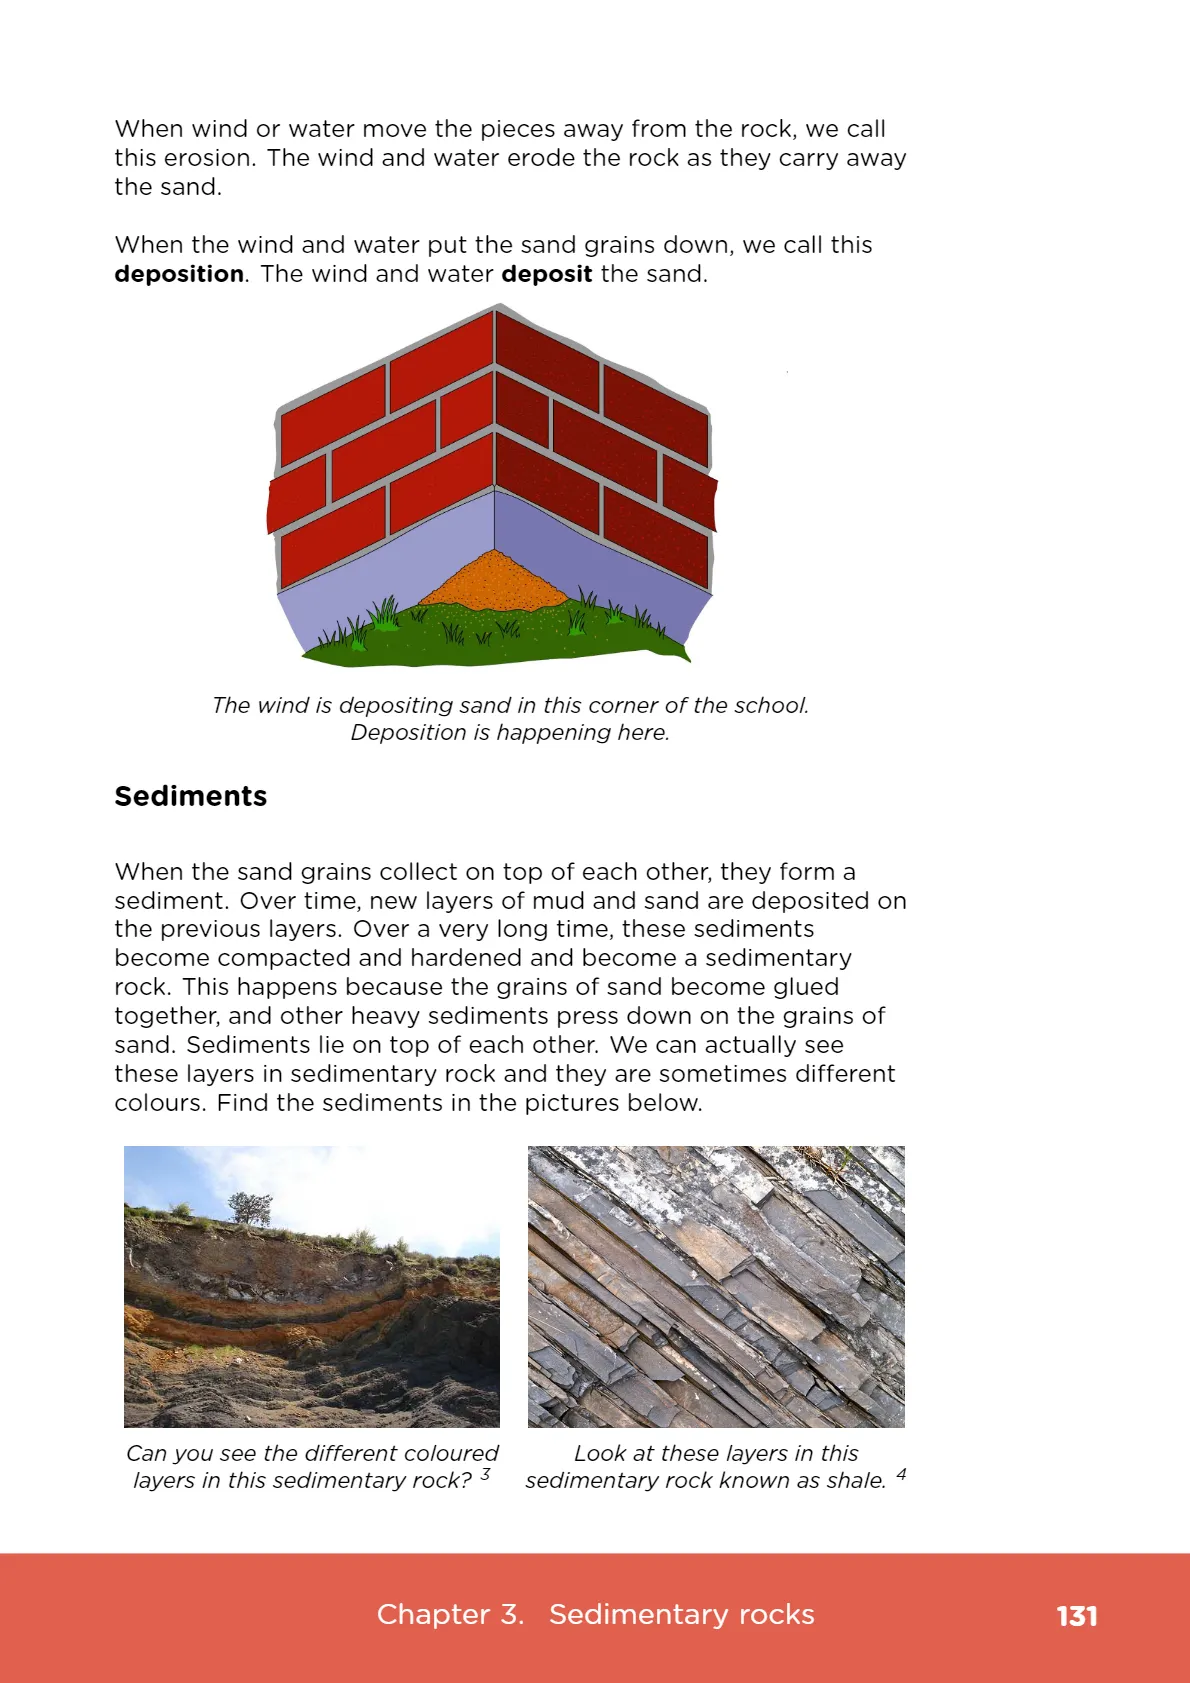 When wind or water move the pieces away from the rock, we call
this erosion. The wind and water erode the rock as they carry away
the sand.
When the wind and water put the sand grains down, we call this
deposition. The wind and water deposit the sand.
The wind is depositing sand in this corner of the school.
Deposition is happening here.
Sediments
When the sand grains collect on top of each other, they form a
sediment. Over time, new layers of mud and sand are deposited on
the previous layers. Over a very long time, these sediments
become compacted and hardened and become a sedimentary
rock. This happens because the grains of sand become glued
together, and other heavy sediments press down on the grains of
sand. Sediments lie on top of each other. We can actually see
these layers in sedimentary rock and they are sometimes different
colours. Find the sediments in the pictures below.
Can you see the different coloured
layers in this sedimentary rock? 3
Look at these layers in this
sedimentary rock known as shale. 4
Chapter 3. Sedimentary rocks 131